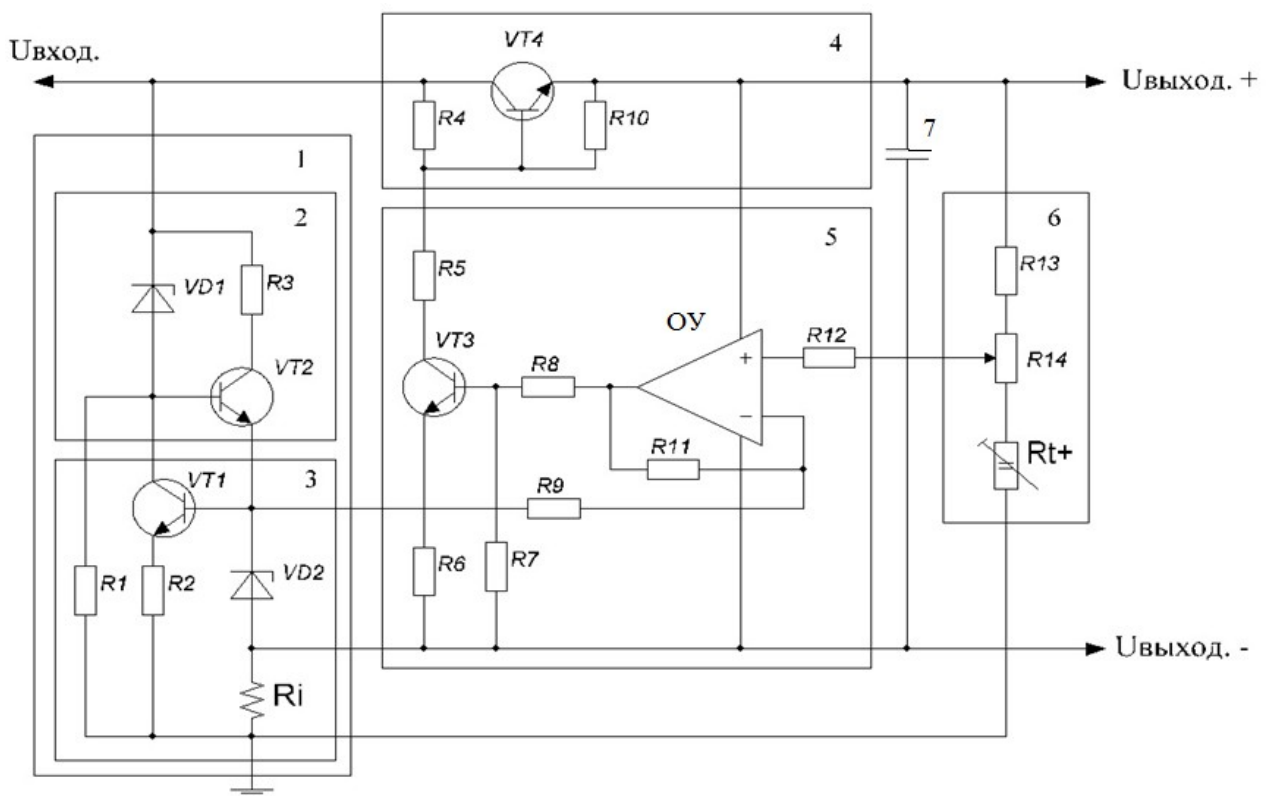 Uвход.
VT4
4
Uвыход. +
R4
R10
7
1
2
5
6
VD1
R3
R5
R13
ОУ
VT3
R12
+
R14
VT2
R8
−
R11
Rt+
VT1
3
R9
R1
R2
VD2
R6
R7
Uвыход. -
Ri